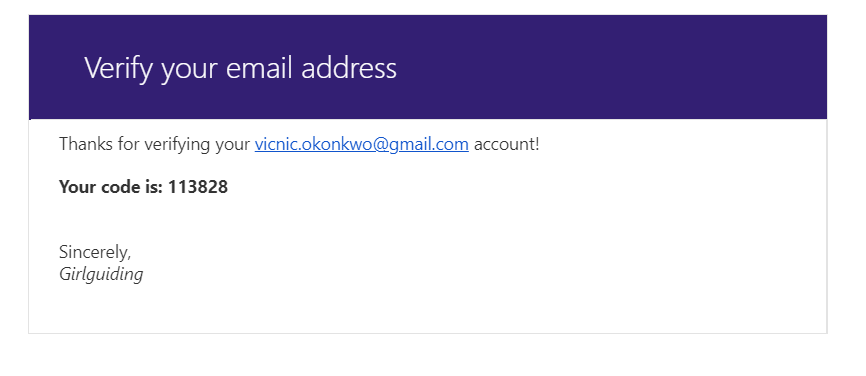 Verify your email address
Thanks for verifying your vicnic.okonkwo@gmail.com account!
Your code is: 113828
Sincerely,
Girlguiding